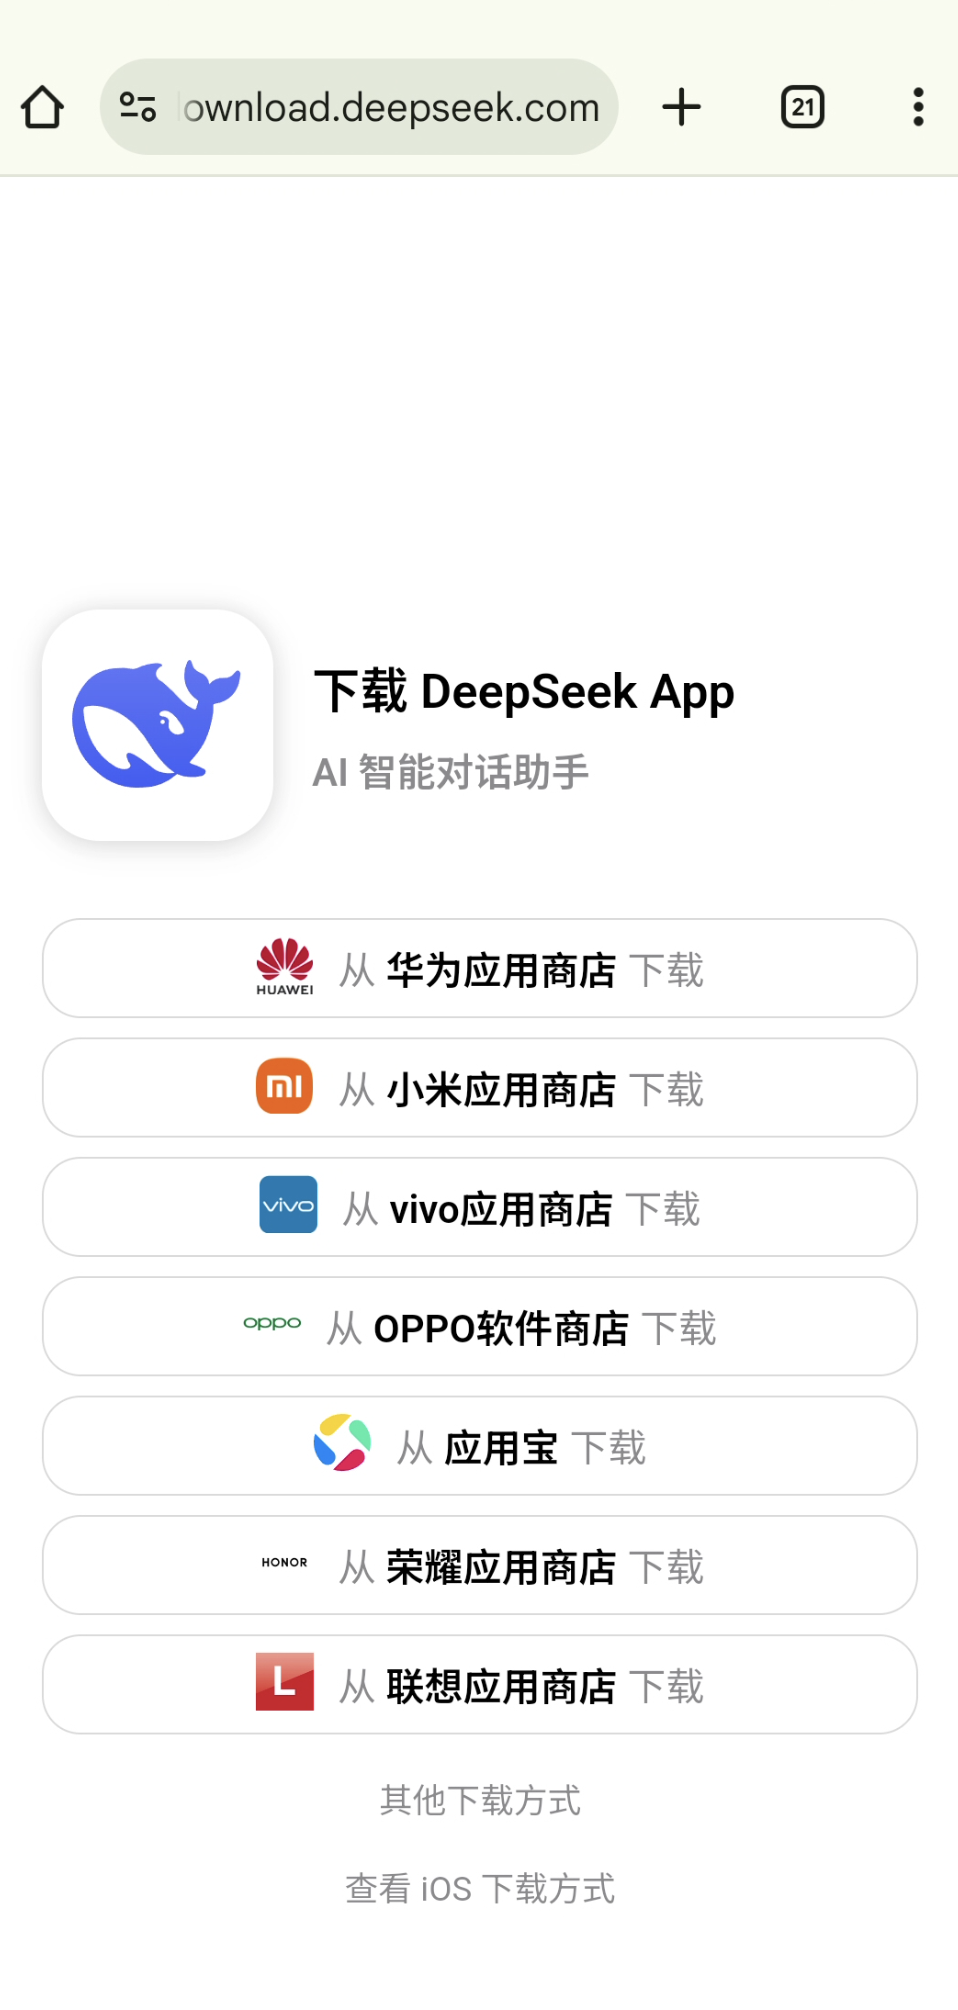 ownload.deepseek.com
21
下载 DeepSeek App
AI 智能对话助手
HUAWEI 从 华为应用商店 下载
mi 从 小米应用商店 下载
vivo 从 vivo应用商店 下载
oppo 从 OPPO软件商店 下载
从 应用宝 下载
HONOR 从 荣耀应用商店 下载
L 从 联想应用商店 下载
其他下载方式
查看 iOS 下载方式